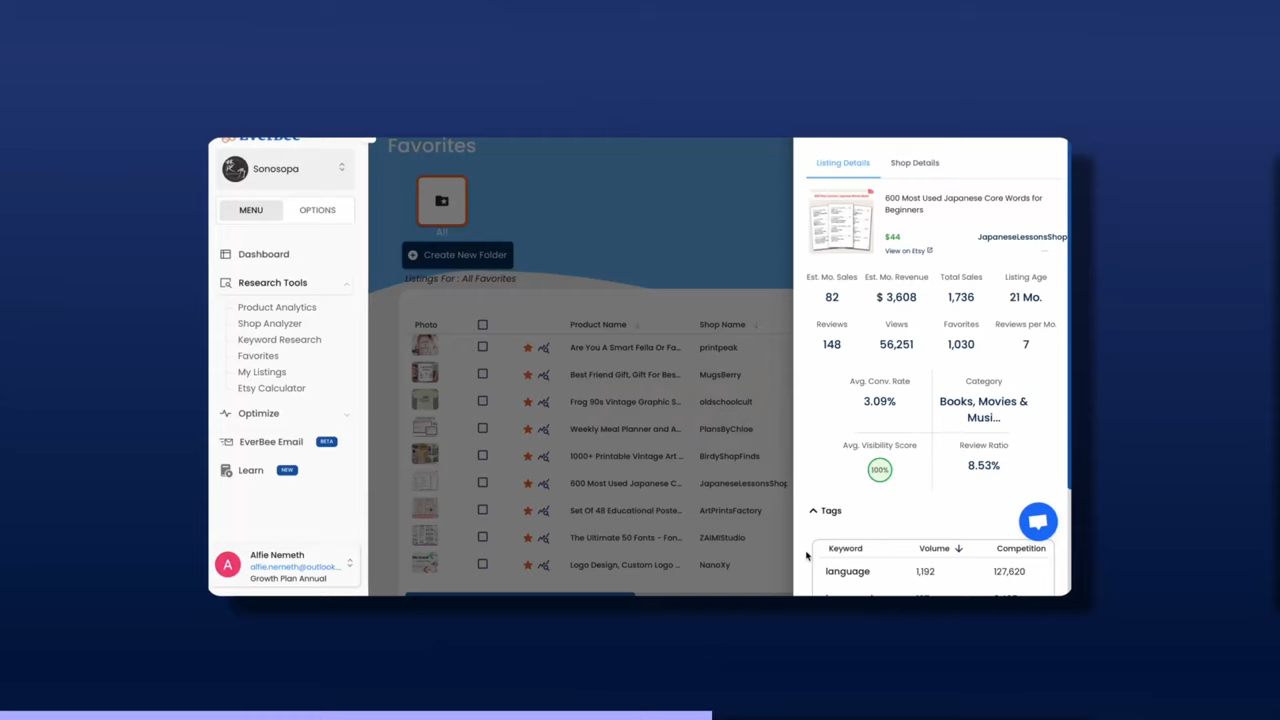 EverBee
Sonosopa
MENU
OPTIONS
Dashboard
Research Tools
Product Analytics
Shop Analyzer
Keyword Research
Favorites
My Listings
Etsy Calculator
Optimize
EverBee Email
BETA
Learn
NEW
A
Alfie Nemeth
alfie.nemeth@outlook...
Growth Plan Annual
Favorites
All
Create New Folder
Listings For : All Favorites
Photo
Product Name
Shop Name
Are You A Smart Fella Or Fa...
printpeak
Best Friend Gift, Gift For Bes...
MugsBerry
Frog 90s Vintage Graphic S...
oldschoolcult
Weekly Meal Planner and A...
PlansByChloe
1000+ Printable Vintage Art ...
BirdyShopFinds
600 Most Used Japanese C...
JapaneseLessonsShop
Set Of 48 Educational Poste...
ArtPrintsFactory
The Ultimate 50 Fonts - Fon...
ZAIMIStudio
Logo Design, Custom Logo ...
NanaXy
Listing Details
Shop Details
600 Most Used Japanese Core Words for
Beginners
$44
JapaneseLessonsShop
View on Etsy
...
Est. Mo. Sales
Est. Mo. Revenue
Total Sales
Listing Age
82
$ 3,608
1,736
21 Mo.
Reviews
Views
Favorites
Reviews per Mo.
148
56,251
1,030
7
Avg. Conv. Rate
Category
3.09%
Books, Movies &
Musi...
Avg. Visibility Score
Review Ratio
100%
8.53%
Tags
Keyword
Volume
Competition
language
1,192
127,620